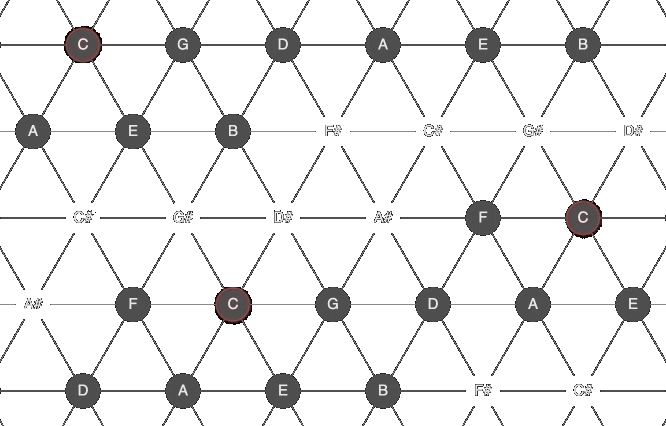 C G D A E B
A E B F# C# G# D#
C# G# D# A# F C
A# F C G D A E
D A E B F# C#